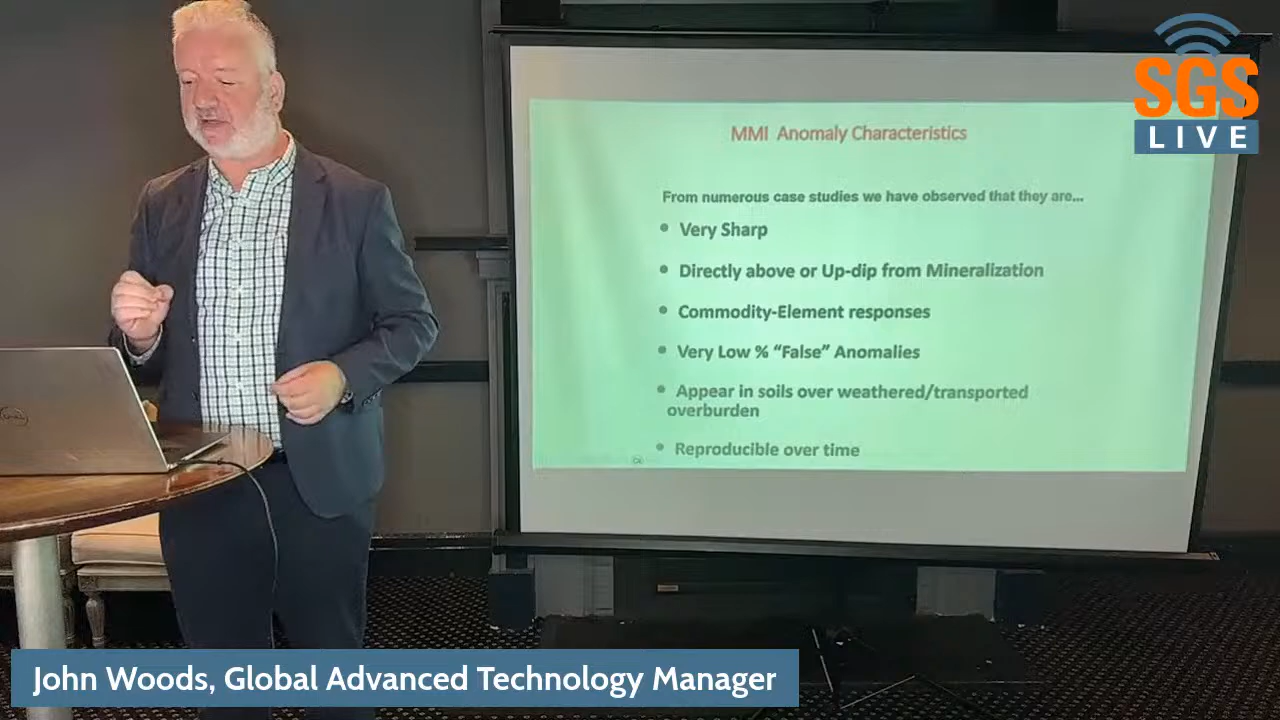 SGS
LIVE
MMI Anomaly Characteristics
From numerous case studies we have observed that they are...
• Very Sharp
• Directly above or Up-dip from Mineralization
• Commodity-Element responses
• Very Low % “False” Anomalies
• Appear in soils over weathered/transported
overburden
• Reproducible over time
John Woods, Global Advanced Technology Manager